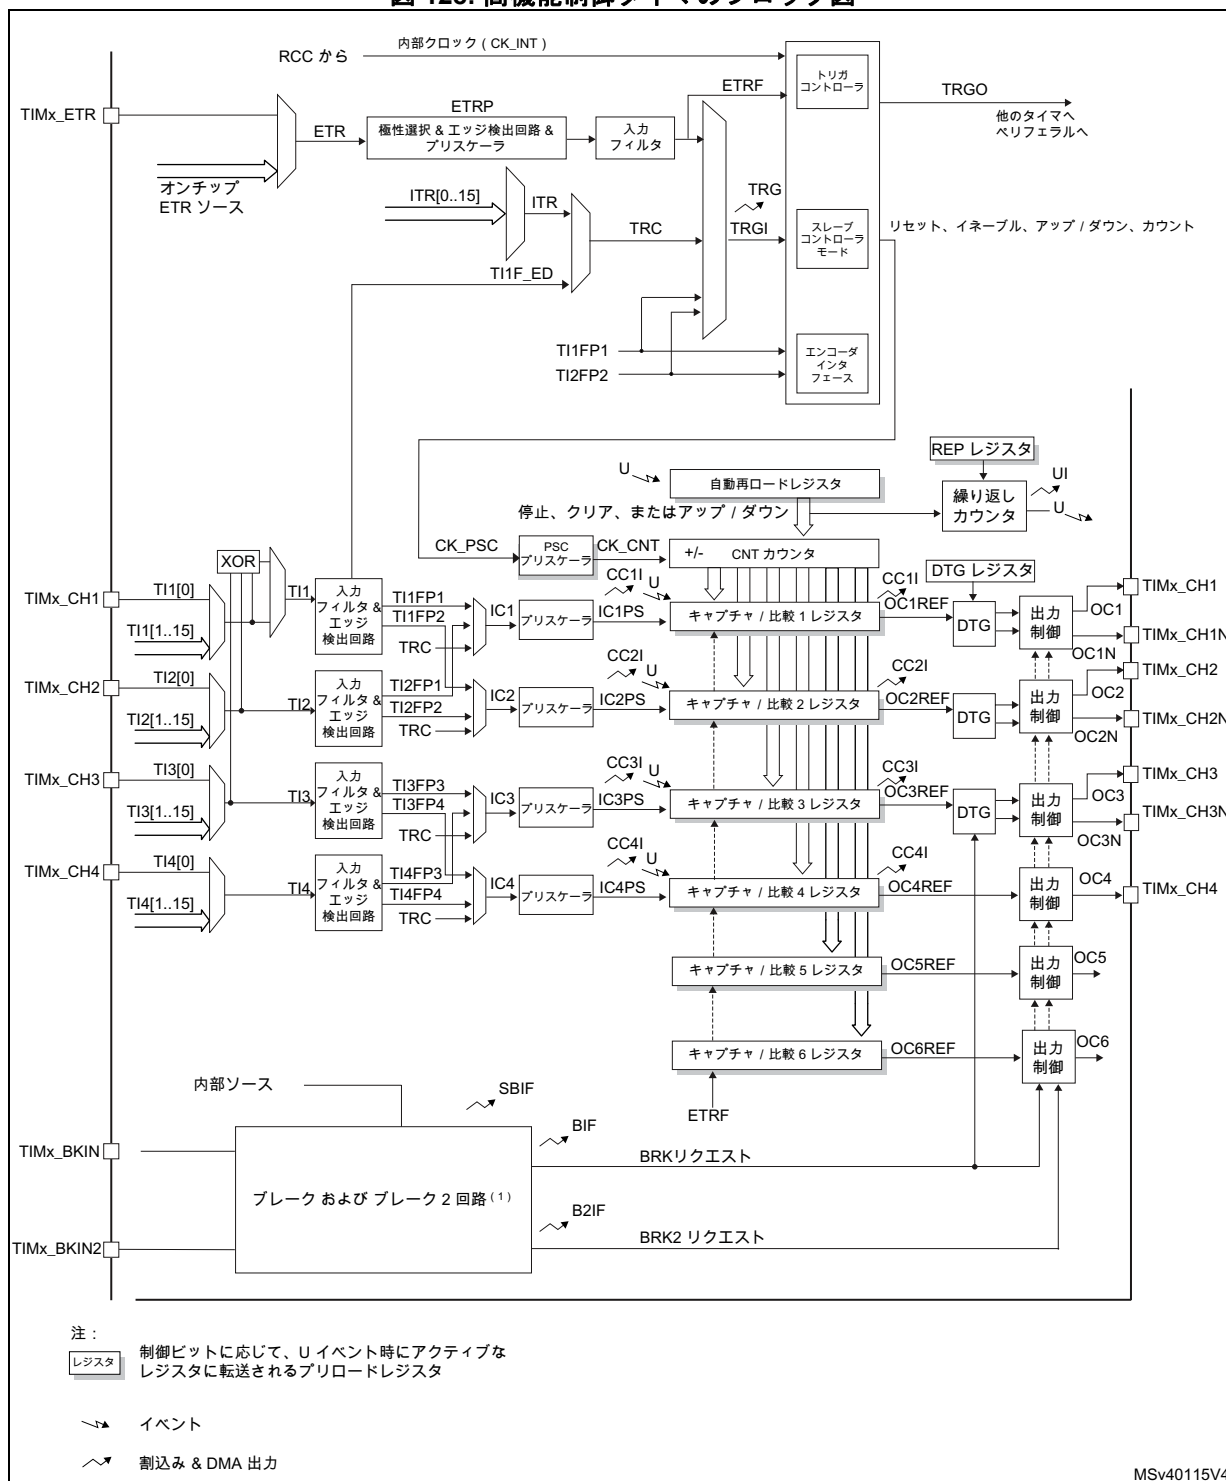 RCC から
内部クロック ( CK_INT )
TIMx_ETR
ETR
ETRP
極性選択 & エッジ検出回路 &
プリスケーラ
入力
フィルタ
ETRF
トリガ
コントローラ
TRGO
他のタイマへ
ペリフェラルへ
オンチップ
ETR ソース
ITR[0..15]
ITR
TRC
TI1F_ED
TRG
TRGI
スレーブ
コントローラ
モード
リセット、イネーブル、アップ / ダウン、カウント
TI1FP1
TI2FP2
エンコーダ
インタ
フェース
REP レジスタ
U
自動再ロードレジスタ
繰り返し
カウンタ
UI
U
停止、クリア、またはアップ / ダウン
CK_PSC
PSC
プリスケーラ
CK_CNT
+/-
CNT カウンタ
DTG レジスタ
XOR
TIMx_CH1
TI1[0]
TI1[1..15]
TI1
入力
フィルタ &
エッジ
検出回路
TI1FP1
TI1FP2
TRC
IC1
プリスケーラ
IC1PS
CC1I
U
キャプチャ / 比較 1 レジスタ
CC1I
OC1REF
DTG
出力
制御
OC1
OC1N
TIMx_CH1
TIMx_CH1N
TIMx_CH2
TI2[0]
TI2[1..15]
TI2
入力
フィルタ &
エッジ
検出回路
TI2FP1
TI2FP2
TRC
IC2
プリスケーラ
IC2PS
CC2I
U
キャプチャ / 比較 2 レジスタ
CC2I
OC2REF
DTG
出力
制御
OC2
OC2N
TIMx_CH2
TIMx_CH2N
TIMx_CH3
TI3[0]
TI3[1..15]
TI3
入力
フィルタ &
エッジ
検出回路
TI3FP3
TI3FP4
TRC
IC3
プリスケーラ
IC3PS
CC3I
U
キャプチャ / 比較 3 レジスタ
CC3I
OC3REF
DTG
出力
制御
OC3
OC3N
TIMx_CH3
TIMx_CH3N
TIMx_CH4
TI4[0]
TI4[1..15]
TI4
入力
フィルタ &
エッジ
検出回路
TI4FP3
TI4FP4
TRC
IC4
プリスケーラ
IC4PS
CC4I
U
キャプチャ / 比較 4 レジスタ
CC4I
OC4REF
出力
制御
OC4
TIMx_CH4
キャプチャ / 比較 5 レジスタ
OC5REF
出力
制御
OC5
キャプチャ / 比較 6 レジスタ
OC6REF
出力
制御
OC6
ETRF
内部ソース
SBIF
TIMx_BKIN
BIF
BRKリクエスト
ブレーク および ブレーク 2 回路 ( 1 )
TIMx_BKIN2
B2IF
BRK2 リクエスト
注 :
レジスタ
制御ビットに応じて、U イベント時にアクティブな
レジスタに転送されるプリロードレジスタ
イベント
割込み & DMA 出力
MSv40115V4